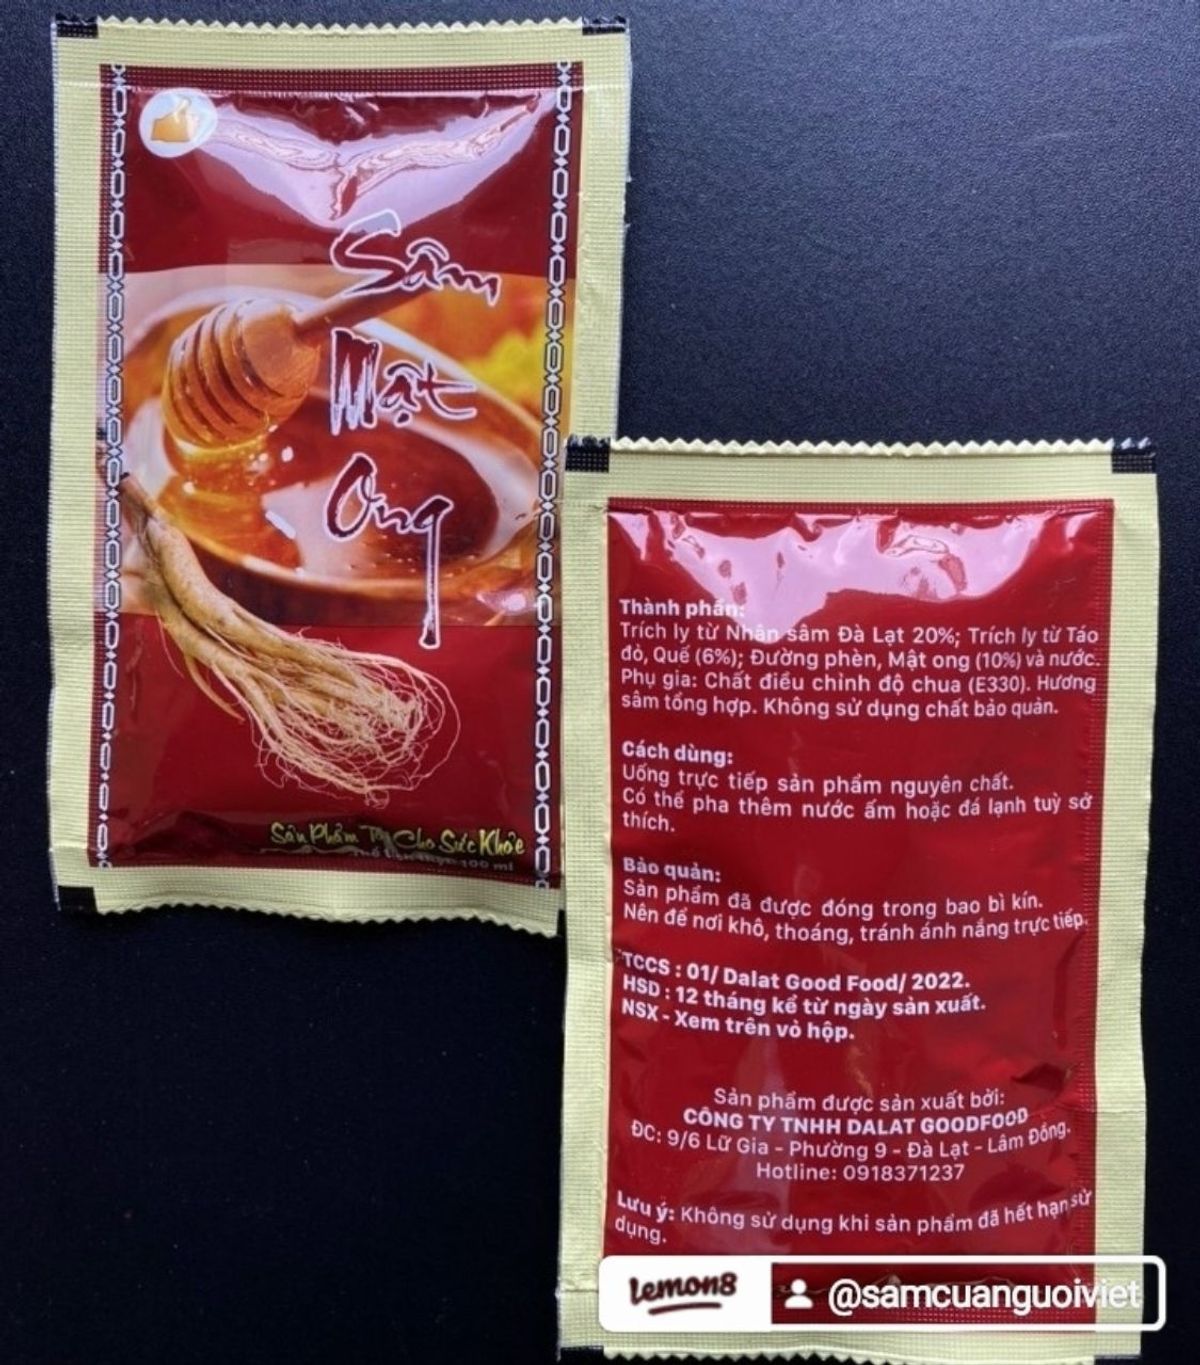 Sâm
Mật
Ong
Sản Phẩm Tốt Cho Sức Khỏe
100 ml
Thành phần:
Trích ly từ Nhân sâm Đà Lạt 20%; Trích ly từ Táo
đỏ, Quế (6%); Đường phèn, Mật ong (10%) và nước.
Phụ gia: Chất điều chỉnh độ chua (E330). Hương
sâm tổng hợp. Không sử dụng chất bảo quản.
Cách dùng:
Uống trực tiếp sản phẩm nguyên chất.
Có thể pha thêm nước ấm hoặc đá lạnh tuỳ sở
thích.
Bảo quản:
Sản phẩm đã được đóng trong bao bì kín.
Nên để nơi khô, thoáng, tránh ánh nắng trực tiếp.
TCCS : 01/ Dalat Good Food/ 2022.
HSD : 12 tháng kể từ ngày sản xuất.
NSX - Xem trên vỏ hộp.
Sản phẩm được sản xuất bởi:
CÔNG TY TNHH DALAT GOODFOOD
ĐC: 9/6 Lữ Gia - Phường 9 - Đà Lạt - Lâm Đồng.
Hotline: 0918371237
Lưu ý: Không sử dụng khi sản phẩm đã hết hạn sử
dụng.
lemon8 @samcuanguoiviet